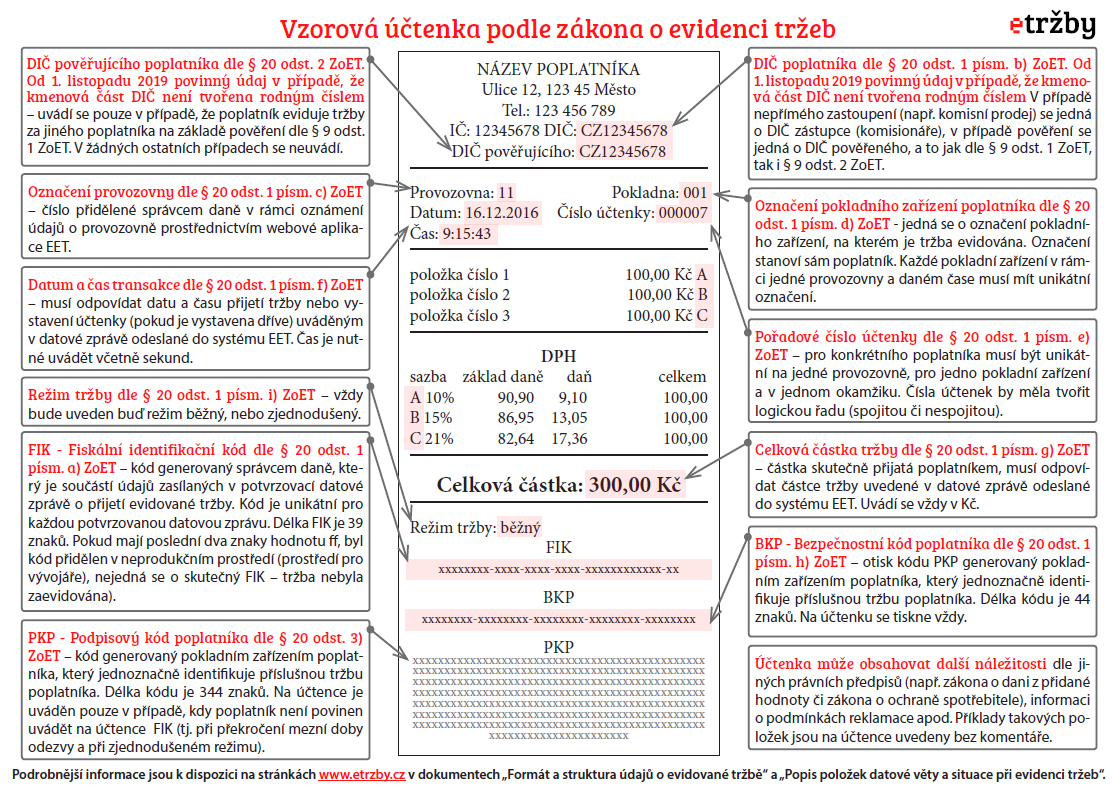 Vzorová účtenka podle zákona o evidenci tržeb
etržby
DIČ pověřujícího poplatníka dle § 20 odst. 2 ZoET.
Od 1. listopadu 2019 povinný údaj v případě, že
kmenová část DIČ není tvořena rodným číslem
– uvádí se pouze v případě, že poplatník eviduje tržby
za jiného poplatníka na základě pověření dle § 9 odst.
1 ZoET. V žádných ostatních případech se neuvádí.
Označení provozovny dle § 20 odst. 1 písm. c) ZoET
– číslo přidělené správcem daně v rámci oznámení
údajů o provozovně prostřednictvím webové aplika-
ce EET.
Datum a čas transakce dle § 20 odst. 1 písm. f) ZoET
– musí odpovídat datu a času přijetí tržby nebo vy-
stavení účtenky (pokud je vystavena dříve) uváděným
v datové zprávě odeslané do systému EET. Čas je nut-
né uvádět včetně sekund.
Režim tržby dle § 20 odst. 1 písm. i) ZoET – vždy
bude uveden buď režim běžný, nebo zjednodušený.
FIK - Fiskální identifikační kód dle § 20 odst. 1
písm. a) ZoET – kód generovaný správcem daně, kte-
rý je součástí údajů zasílaných v potvrzovací datové
zprávě o přijetí evidované tržby. Kód je unikátní pro
každou potvrzovanou datovou zprávu. Délka FIK je 39
znaků. Pokud mají poslední dva znaky hodnotu ff, byl
kód přidělen v neprodukčním prostředí (prostředí pro
vývojáře), nejedná se o skutečný FIK – tržba nebyla
zaevidována).
PKP - Podpisový kód poplatníka dle § 20 odst. 3)
ZoET – kód generovaný pokladním zařízením poplat-
níka, který jednoznačně identifikuje příslušnou tržbu
poplatníka. Délka kódu je 344 znaků. Na účtence je
uváděn pouze v případě, kdy poplatník není povinen
uvádět na účtence FIK (tj. při překročení mezní doby
odezvy a při zjednodušeném režimu).
NÁZEV POPLATNÍKA
Ulice 12, 123 45 Město
Tel.: 123 456 789
IČ: 12345678 DIČ: CZ12345678
DIČ pověřujícího: CZ12345678
Provozovna: 11 Pokladna: 001
Datum: 16.12.2016 Číslo účtenky: 000007
Čas: 9:15:43
položka číslo 1 100,00 Kč A
položka číslo 2 100,00 Kč B
položka číslo 3 100,00 Kč C
DPH
sazba základ daně daň celkem
A 10% 90,90 9,10 100,00
B 15% 86,95 13,05 100,00
C 21% 82,64 17,36 100,00
Celková částka: 300,00 Kč
Režim tržby: běžný
FIK
xxxxxxxx-xxxx-xxxx-xxxx-xxxxxxxxxxxx-xx
BKP
xxxxxxxx-xxxxxxxx-xxxxxxxx-xxxxxxxx-xxxxxxxx
PKP
DIČ poplatníka dle § 20 odst. 1 písm. b) ZoET. Od
1. listopadu 2019 povinný údaj v případě, že kmeno-
vá část DIČ není tvořena rodným číslem V případě
nepřímého zastoupení (např. komisní prodej) se jedná
o DIČ zástupce (komisionáře), v případě pověření se
jedná o DIČ pověřeného, a to jak dle § 9 odst. 1 ZoET,
tak i § 9 odst. 2 ZoET.
Označení pokladního zařízení poplatníka dle § 20
odst. 1 písm. d) ZoET - jedná se o označení pokladní-
ho zařízení, na kterém je tržba evidována. Označení
stanoví sám poplatník. Každé pokladní zařízení v rám-
ci jedné provozovny a daném čase musí mít unikátní
označení.
Pořadové číslo účtenky dle § 20 odst. 1 písm. e)
ZoET – pro konkrétního poplatníka musí být unikát-
ní na jedné provozovně, pro jedno pokladní zařízení
a v jednom okamžiku. Čísla účtenek by měla tvořit
logickou řadu (spojitou či nespojitou).
Celková částka tržby dle § 20 odst. 1 písm. g) ZoET
– částka skutečně přijatá poplatníkem, musí odpoví-
dat částce tržby uvedené v datové zprávě odeslané
do systému EET. Uvádí se vždy v Kč.
BKP - Bezpečnostní kód poplatníka dle § 20 odst. 1
písm. h) ZoET – otisk kódu PKP generovaný poklad-
ním zařízením poplatníka, který jednoznačně identi-
fikuje příslušnou tržbu poplatníka. Délka kódu je 44
znaků. Na účtenku se tiskne vždy.
Účtenka může obsahovat další náležitosti dle ji-
ných právních předpisů (např. zákona o dani z přidané
hodnoty či zákona o ochraně spotřebitele), informaci
o podmínkách reklamace apod. Příklady takových po-
ložek jsou na účtence uvedeny bez komentáře.
Podrobnější informace jsou k dispozici na stránkách www.etrzby.cz v dokumentech „Formát a struktura údajů o evidované tržbě“ a „Popis položek datové věty a situace při evidenci tržeb“.